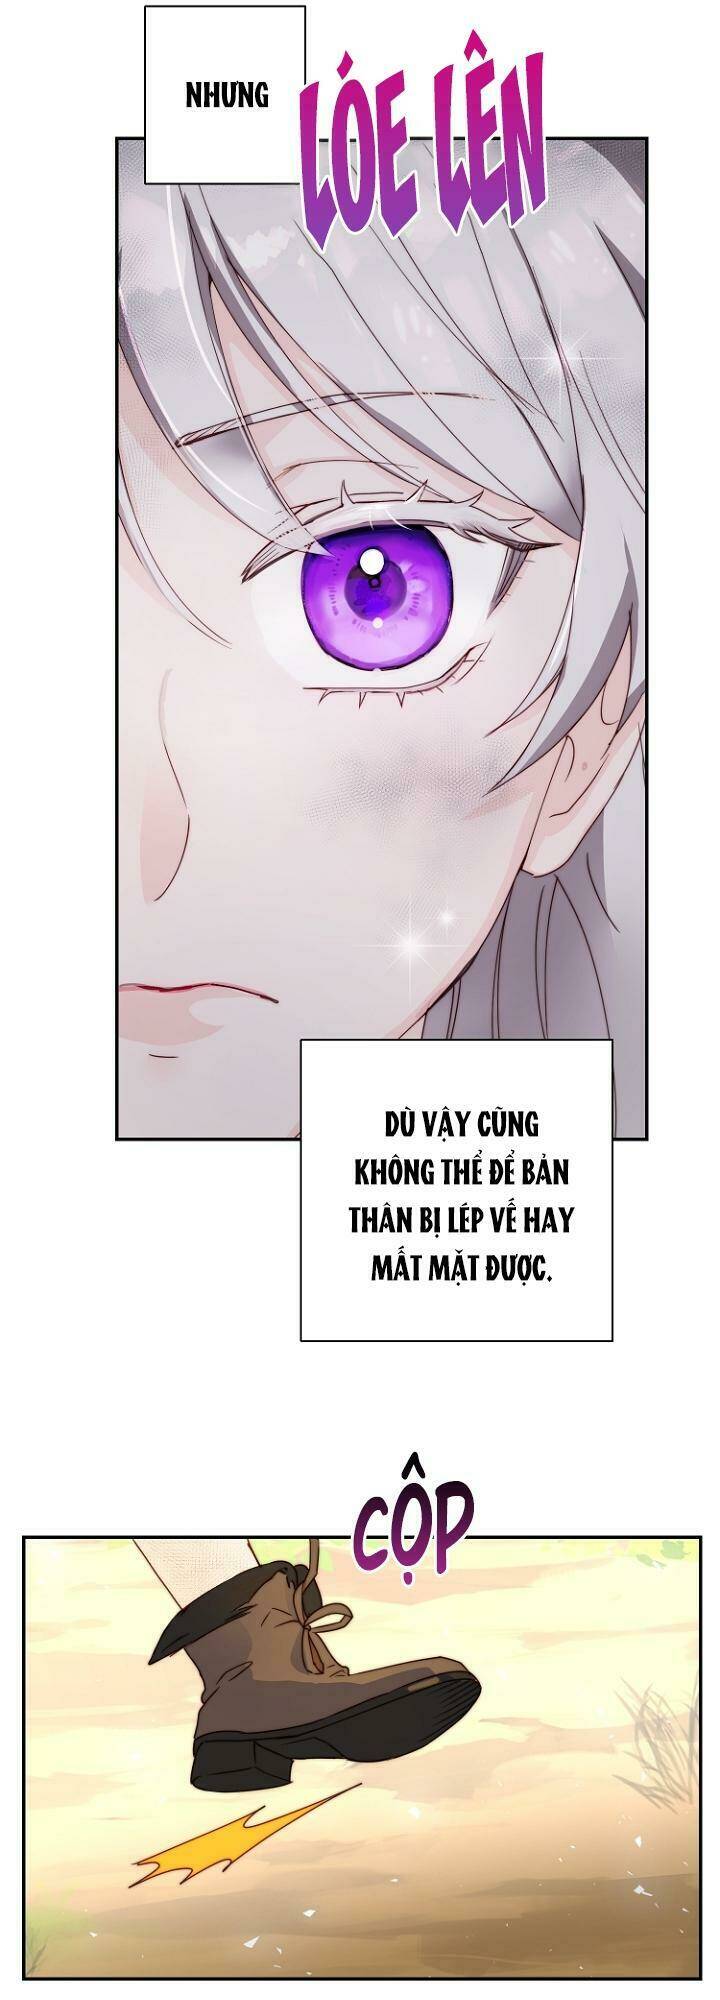 NHƯNG
LÓE LÊN
DÙ VẬY CŨNG
KHÔNG THỂ ĐỂ BẢN
THÂN BỊ LÉP VẾ HAY
MẤT MẶT ĐƯỢC.
CỘP